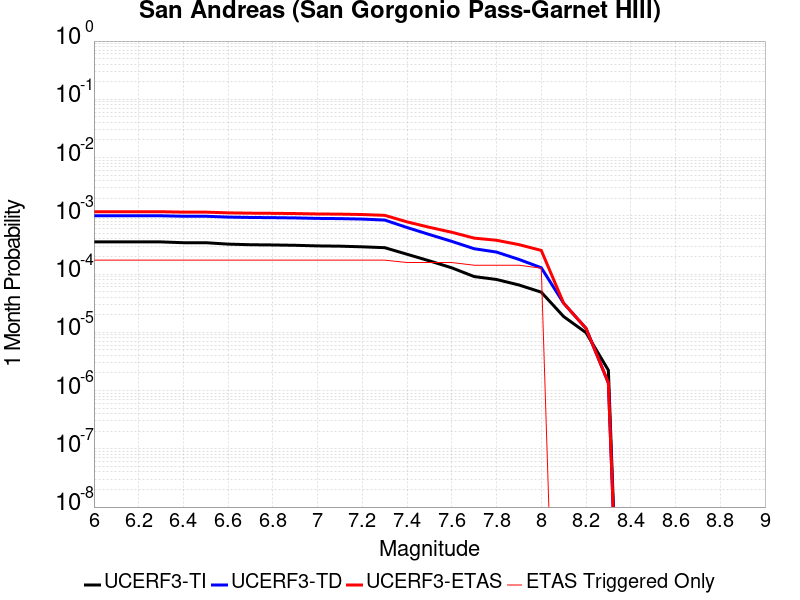 San Andreas (San Gorgonio Pass-Garnet HIll)
10 0
10 -1
10 -2
10 -3
10 -4
10 -5
10 -6
10 -7
10 -8
1 Month Probability
6 6.2 6.4 6.6 6.8 7 7.2 7.4 7.6 7.8 8 8.2 8.4 8.6 8.8 9
Magnitude
UCERF3-TI UCERF3-TD UCERF3-ETAS ETAS Triggered Only